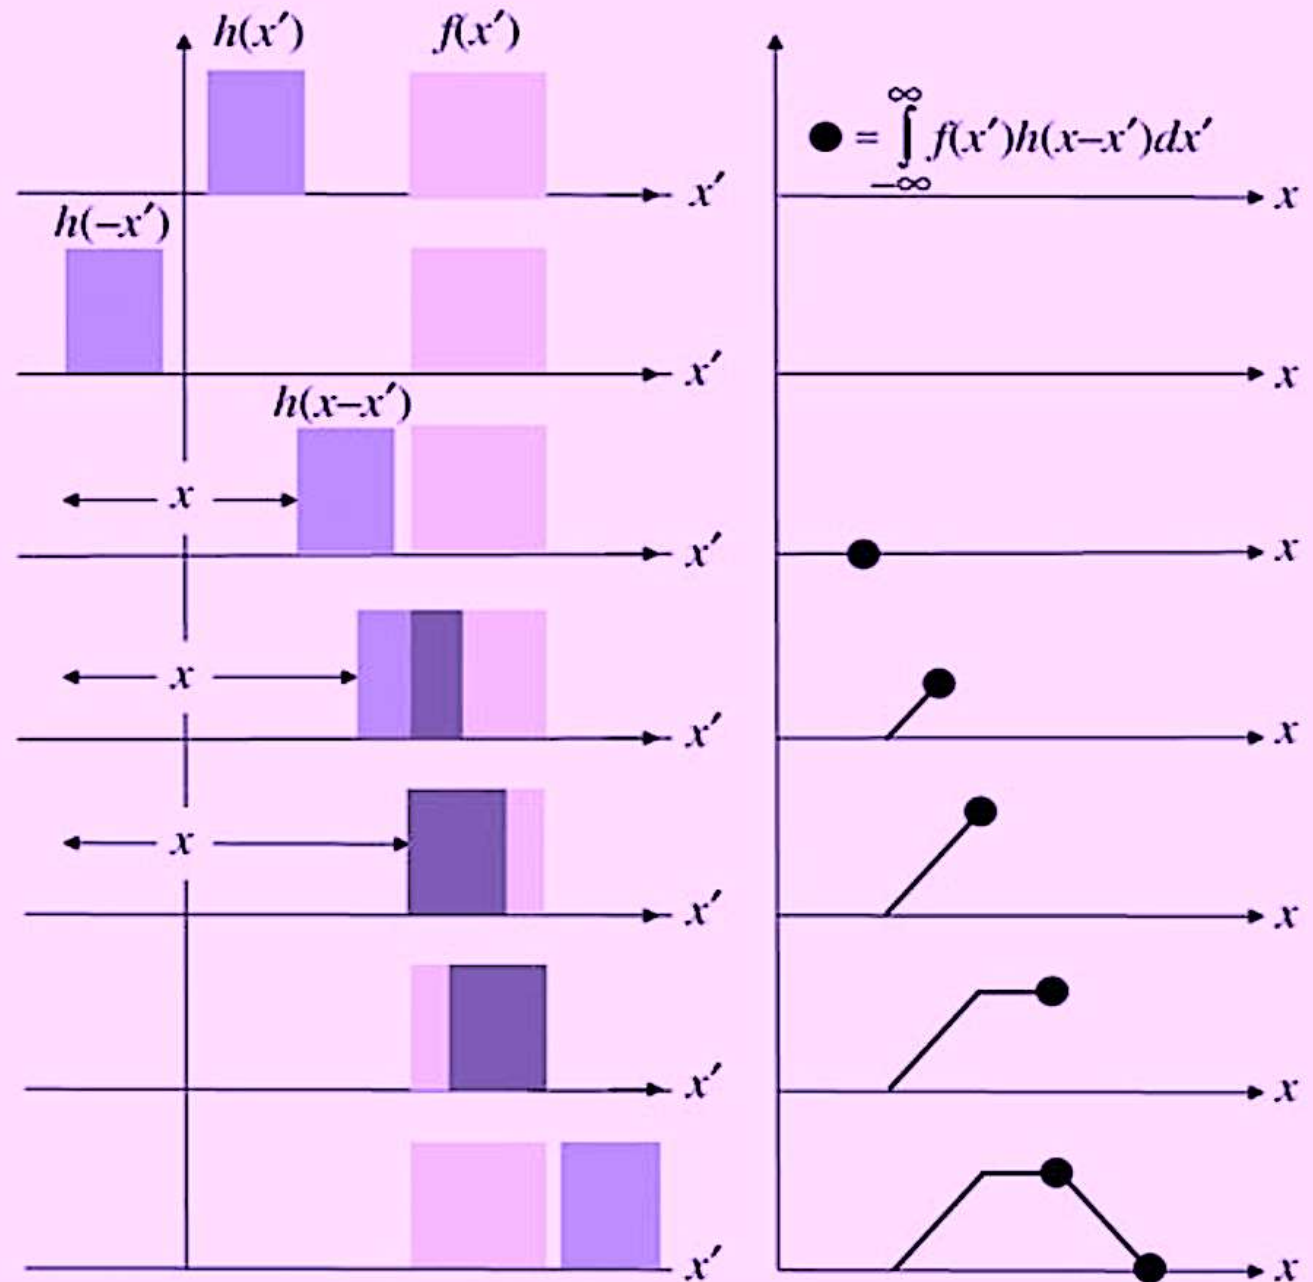 h(x′)
f(x′)
● = ∫_{−∞}^{∞} f(x′)h(x−x′)dx′
x′
x
h(−x′)
x′
x
h(x−x′)
x
x′
x
x
x′
x
x
x′
x
x′
x
x′
x